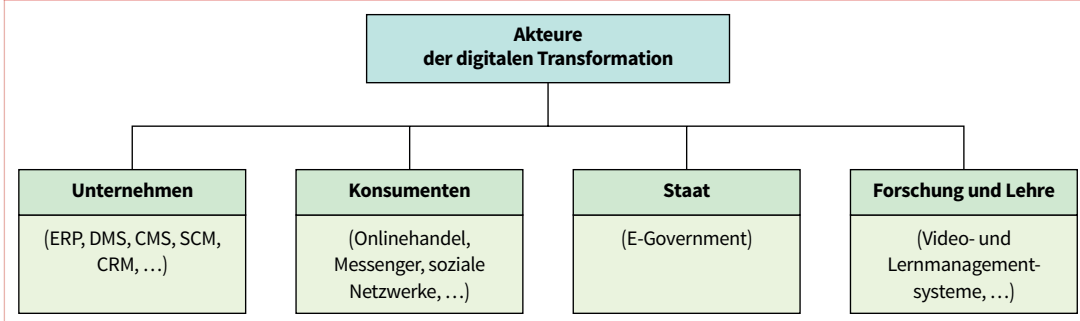 Akteure
der digitalen Transformation
Unternehmen
(ERP, DMS, CMS, SCM,
CRM, …)
Konsumenten
(Onlinehandel,
Messenger, soziale
Netzwerke, …)
Staat
(E-Government)
Forschung und Lehre
(Video- und
Lernmanagement-
systeme, …)